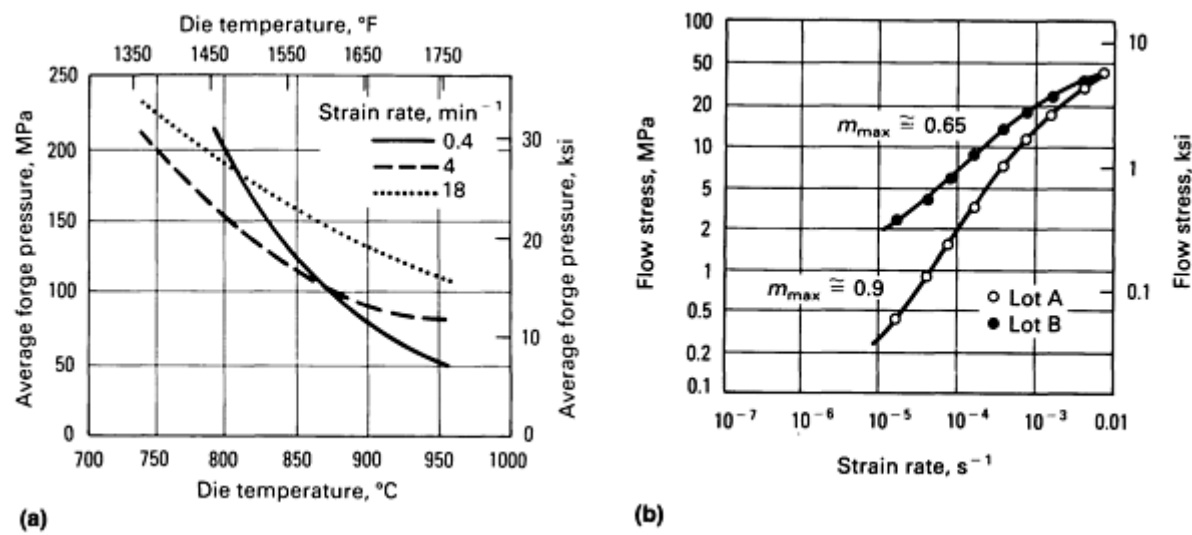 Die temperature, °F
1350 1450 1550 1650 1750
250
200
150
100
50
0
Average forge pressure, MPa
Strain rate, min⁻¹
0.4
4
18
30
20
10
0
Average forge pressure, ksi
700 750 800 850 900 950 1000
Die temperature, °C
(a)
100
50
20
10
5
2
1
0.5
0.2
0.1
Flow stress, MPa
m max ≅ 0.65
m max ≅ 0.9
Lot A
Lot B
10
1
0.1
Flow stress, ksi
10⁻⁷ 10⁻⁶ 10⁻⁵ 10⁻⁴ 10⁻³ 0.01
Strain rate, s⁻¹
(b)